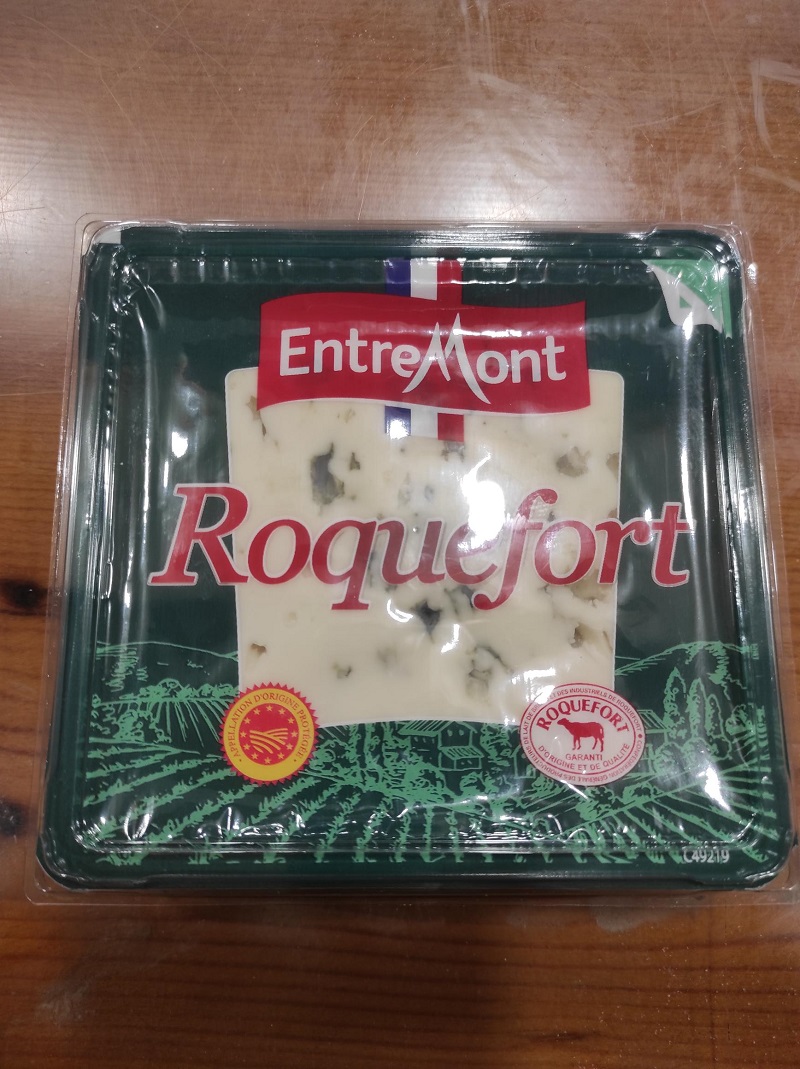 EntreMont
Roquefort
APPELLATION D'ORIGINE PROTÉGÉE
ROQUEFORT
GARANTI
D'ORIGINE ET DE QUALITÉ
C49219